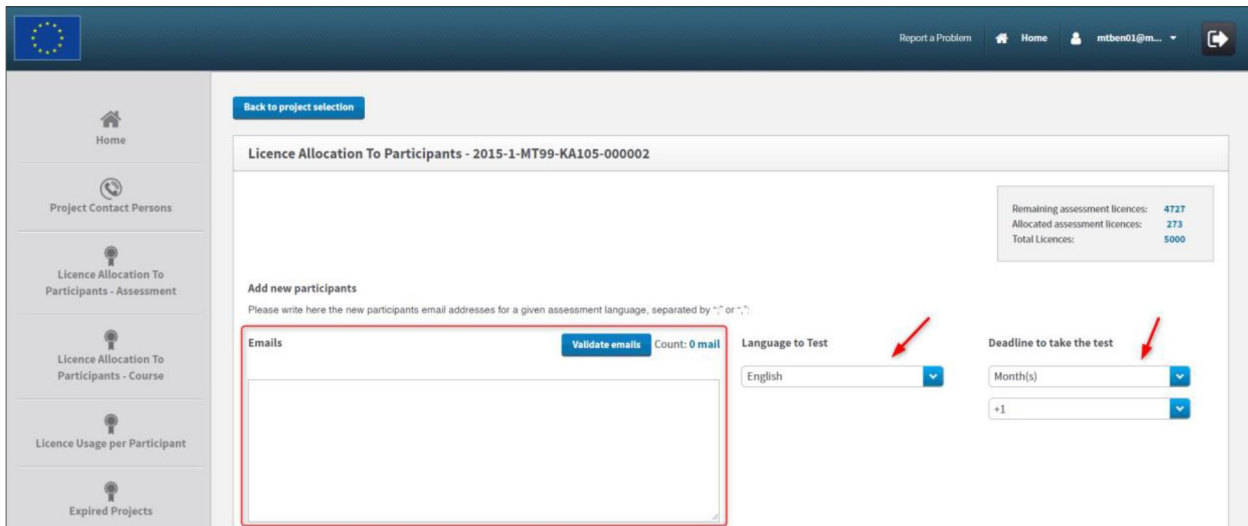 Report a Problem
Home
mtben01@m...
Home
Project Contact Persons
Licence Allocation To
Participants - Assessment
Licence Allocation To
Participants - Course
Licence Usage per Participant
Expired Projects
Back to project selection
Licence Allocation To Participants - 2015-1-MT99-KA105-000002
Remaining assessment licences: 4727
Allocated assessment licences: 273
Total Licences: 5000
Add new participants
Please write here the new participants email addresses for a given assessment language, separated by ";" or ",":
Emails
Validate emails
Count: 0 mail
Language to Test
English
Deadline to take the test
Month(s)
+1